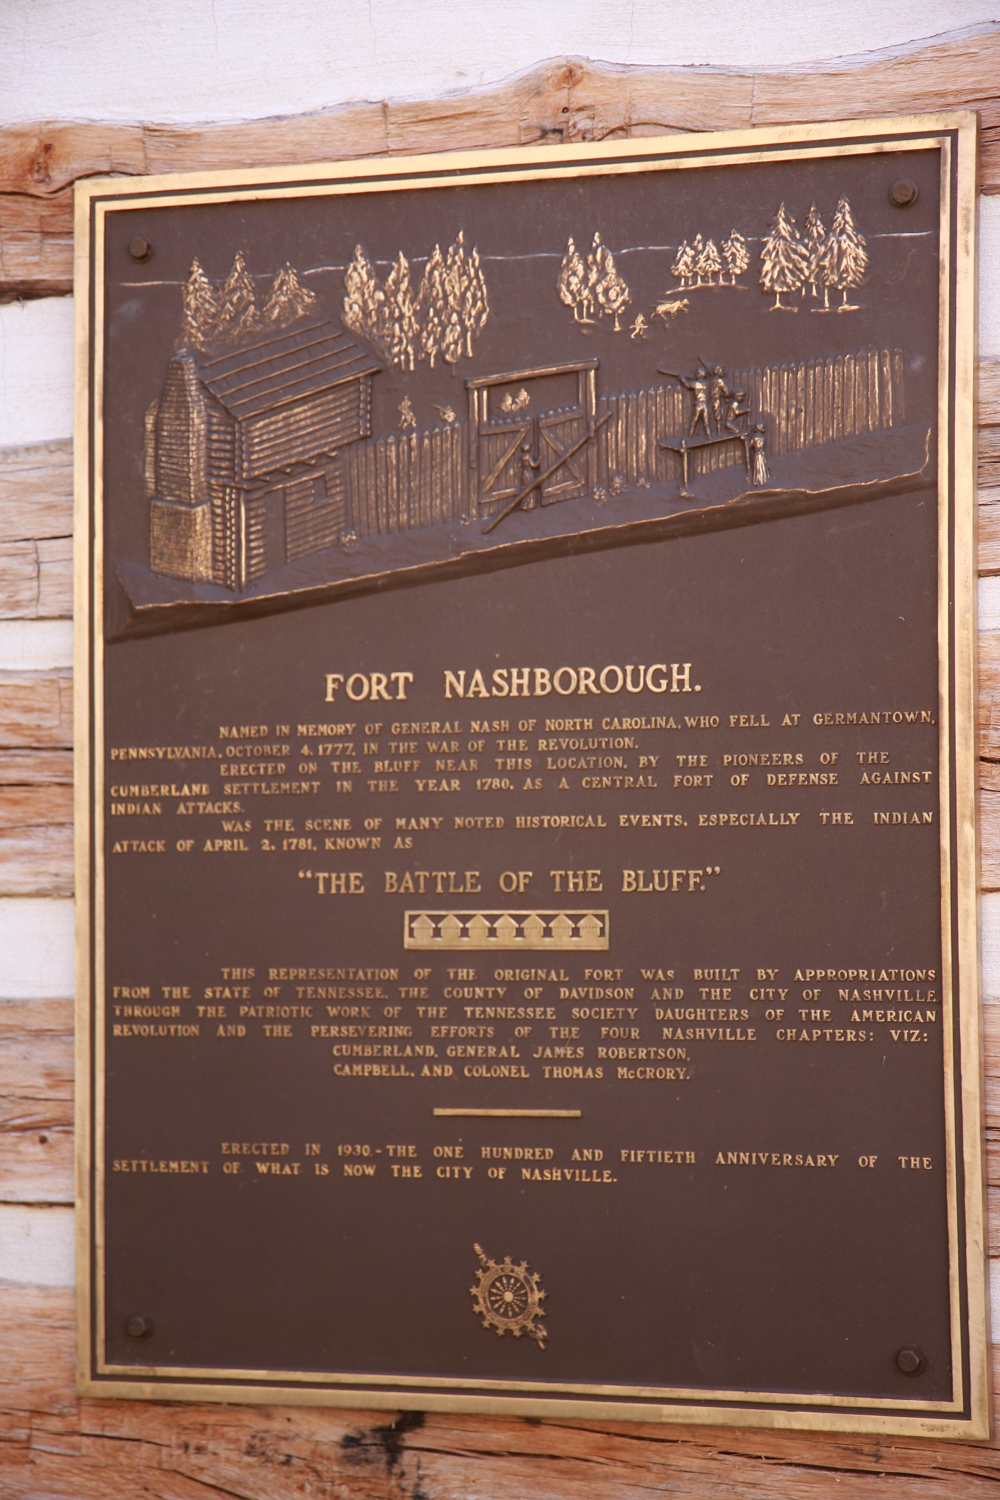 FORT NASHBOROUGH.
NAMED IN MEMORY OF GENERAL NASH OF NORTH CAROLINA, WHO FELL AT GERMANTOWN,
PENNSYLVANIA, OCTOBER 4, 1777, IN THE WAR OF THE REVOLUTION.
ERECTED ON THE BLUFF NEAR THIS LOCATION, BY THE PIONEERS OF THE
CUMBERLAND SETTLEMENT IN THE YEAR 1780, AS A CENTRAL FORT OF DEFENSE AGAINST
INDIAN ATTACKS.
WAS THE SCENE OF MANY NOTED HISTORICAL EVENTS, ESPECIALLY THE INDIAN
ATTACK OF APRIL 2, 1781, KNOWN AS
"THE BATTLE OF THE BLUFF."
THIS REPRESENTATION OF THE ORIGINAL FORT WAS BUILT BY APPROPRIATIONS
FROM THE STATE OF TENNESSEE, THE COUNTY OF DAVIDSON AND THE CITY OF NASHVILLE
THROUGH THE PATRIOTIC WORK OF THE TENNESSEE SOCIETY DAUGHTERS OF THE AMERICAN
REVOLUTION AND THE PERSEVERING EFFORTS OF THE FOUR NASHVILLE CHAPTERS: VIZ:
CUMBERLAND, GENERAL JAMES ROBERTSON,
CAMPBELL, AND COLONEL THOMAS McCRORY.
ERECTED IN 1930,-THE ONE HUNDRED AND FIFTIETH ANNIVERSARY OF THE
SETTLEMENT OF WHAT IS NOW THE CITY OF NASHVILLE.